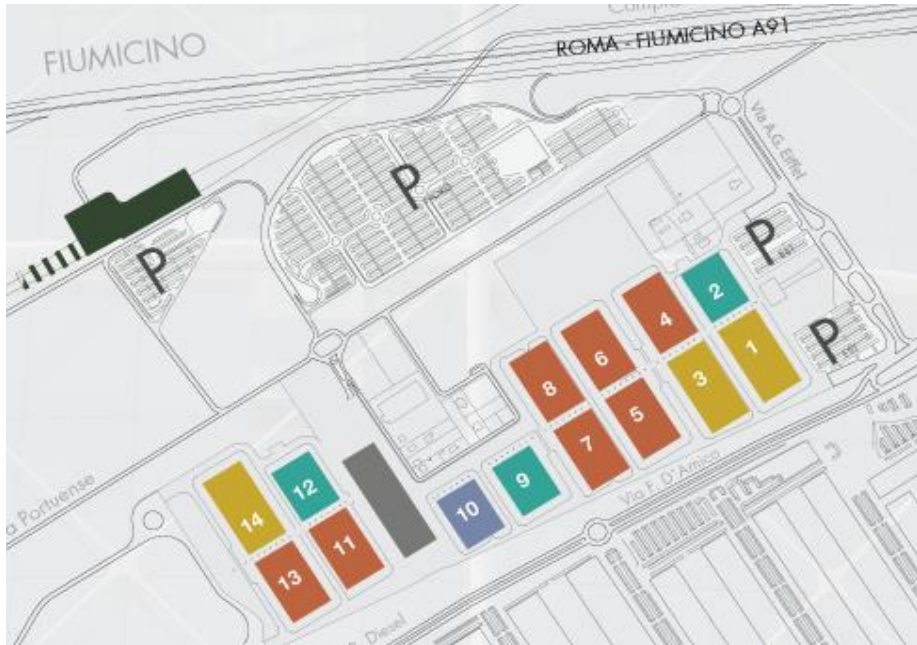 FIUMICINO
ROMA - FIUMICINO A91
Via A.G. Eiffel
P
P
P
P
2
1
4
3
6
5
8
7
9
10
12
11
14
13
Via F. D'Amico
Diesel
Portuense